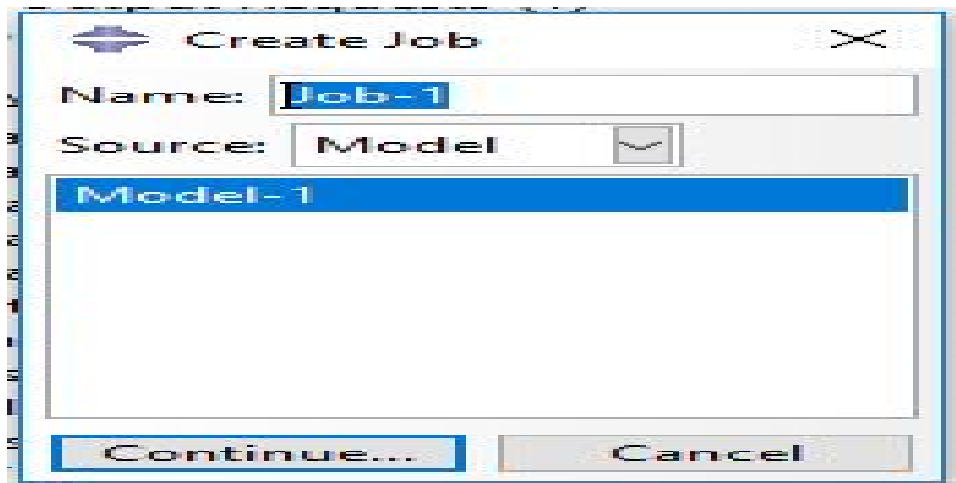 Create Job
Name: Job-1
Source: Model
Model-1
Continue... Cancel